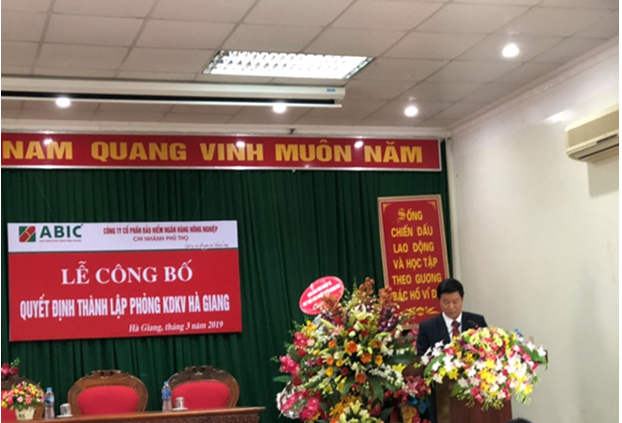 NAM QUANG VINH MUÔN NĂM
ABIC
CÔNG TY CỔ PHẦN BẢO HIỂM NGÂN HÀNG NÔNG NGHIỆP
CHI NHÁNH PHÚ THỌ
LỄ CÔNG BỐ
QUYẾT ĐỊNH THÀNH LẬP PHÒNG KDKV HÀ GIANG
Hà Giang, tháng 3 năm 2019
SỐNG
CHIẾN ĐẤU
LAO ĐỘNG
VÀ HỌC TẬP
THEO GƯƠNG
BÁC HỒ VĨ Đ